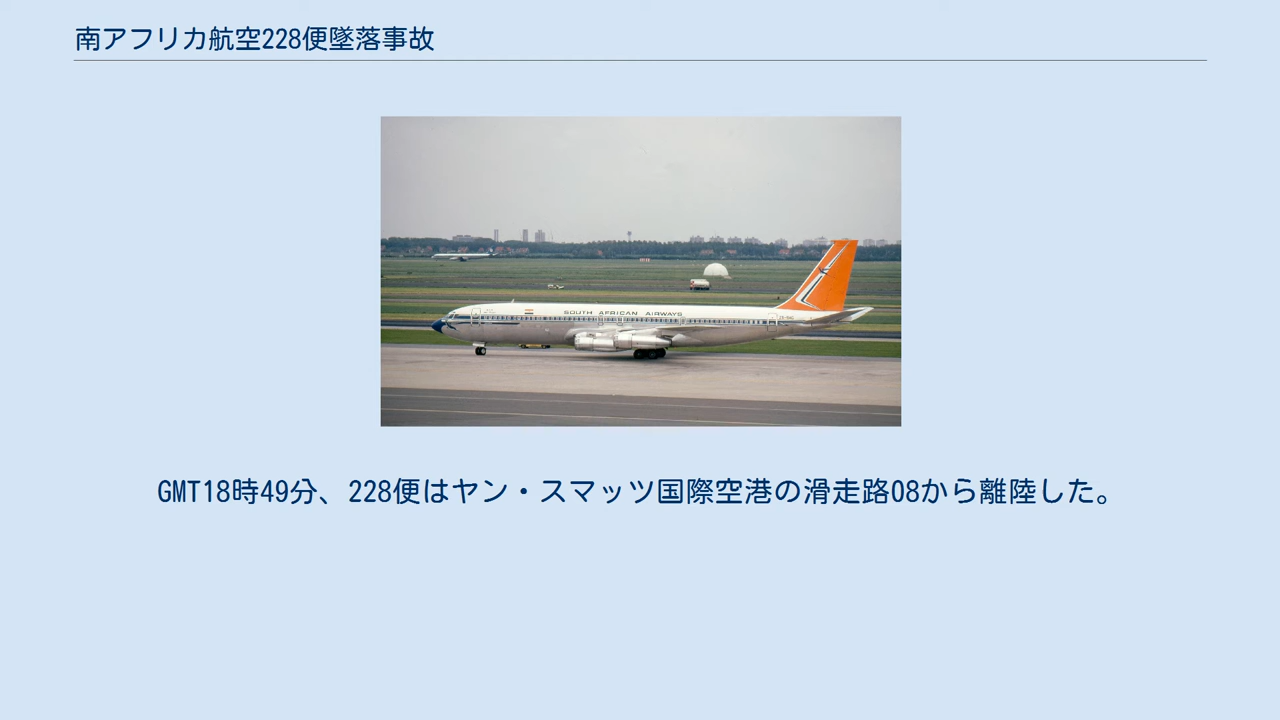 南アフリカ航空228便墜落事故
SOUTH AFRICAN AIRWAYS
GMT18時49分、228便はヤン・スマッツ国際空港の滑走路08から離陸した。